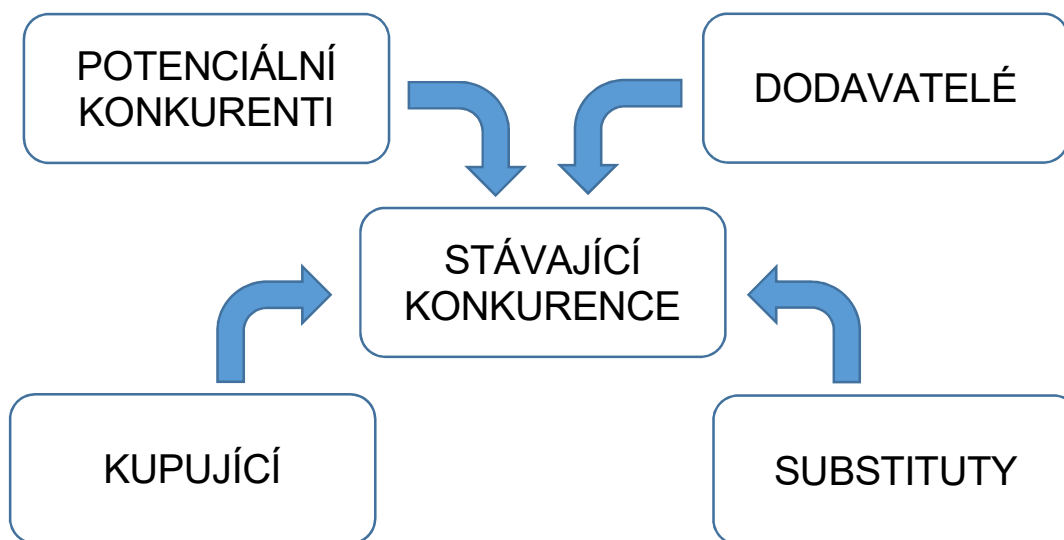 POTENCIÁLNÍ
KONKURENTI
DODAVATELÉ
STÁVAJÍCÍ
KONKURENCE
KUPUJÍCÍ
SUBSTITUTY